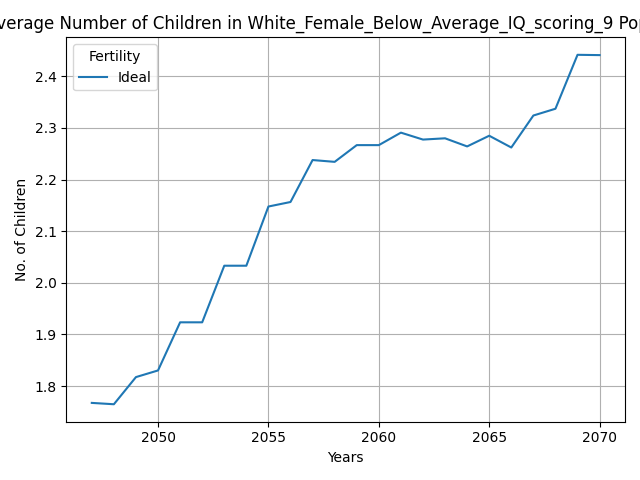 verage Number of Children in White_Female_Below_Average_IQ_scoring_9 Pop
Fertility
Ideal
2.4
2.3
2.2
2.1
2.0
1.9
1.8
No. of Children
2050 2055 2060 2065 2070
Years